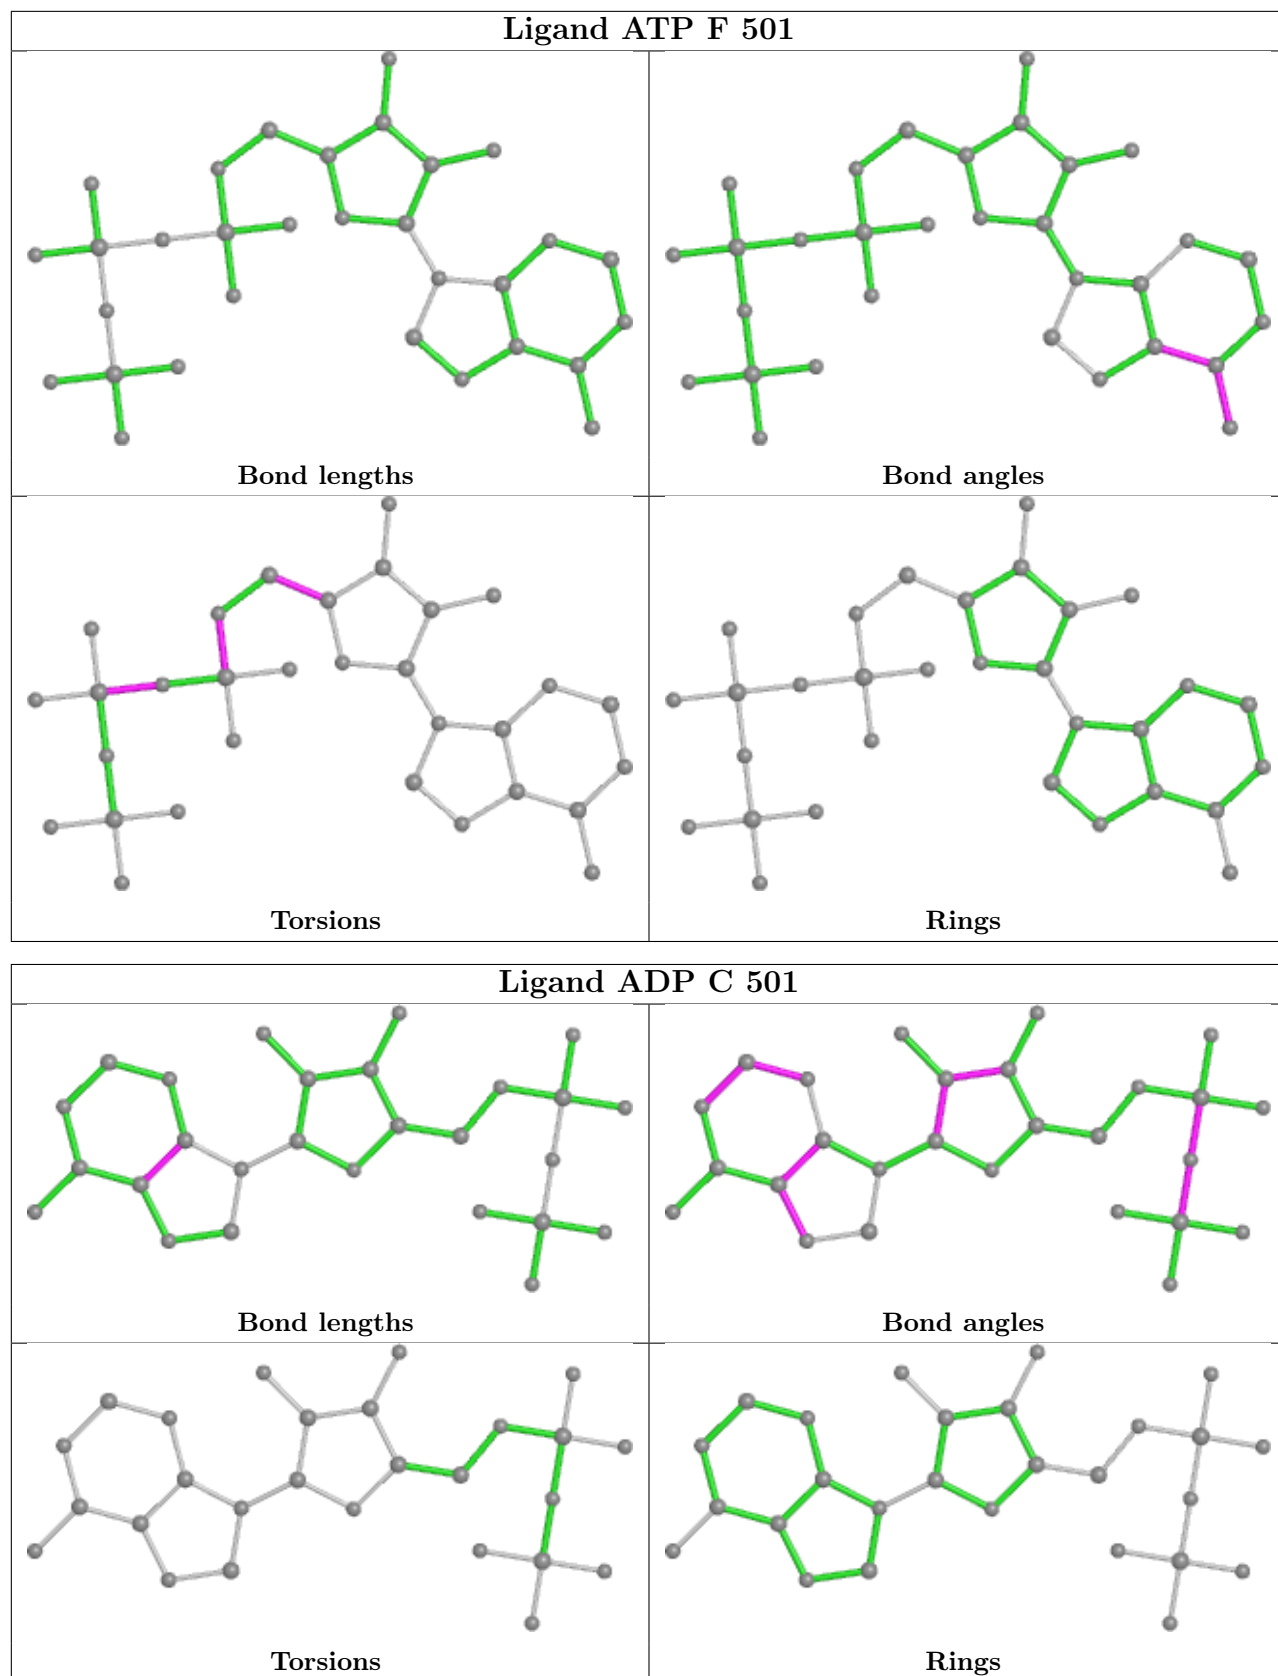 Ligand ATP F 501
Bond lengths
Bond angles
Torsions
Rings
Ligand ADP C 501
Bond lengths
Bond angles
Torsions
Rings